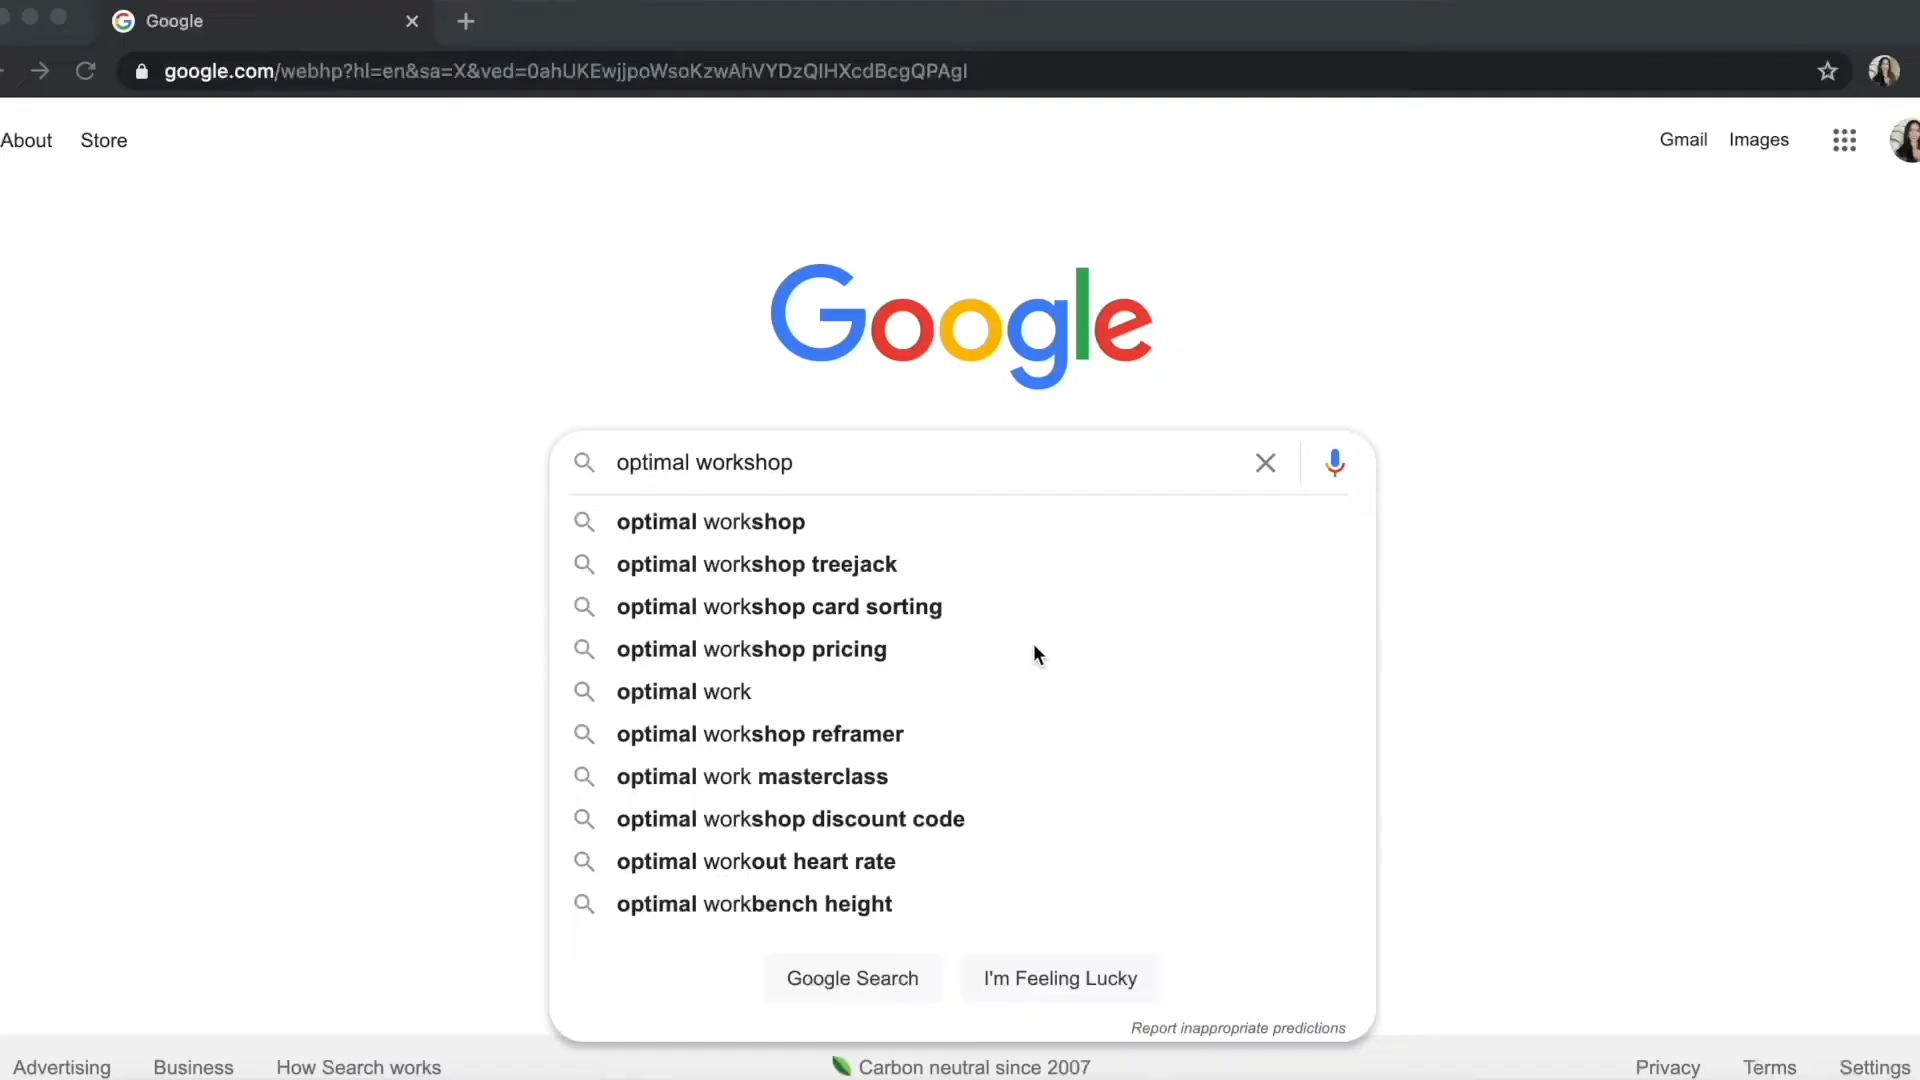 Google
google.com/webhp?hl=en&sa=X&ved=0ahUKEwjjpoWsoKzwAhVYDzQIHXcdBcgQPAgI
About Store Gmail Images
Google
optimal workshop
optimal workshop
optimal workshop treejack
optimal workshop card sorting
optimal workshop pricing
optimal work
optimal workshop reframer
optimal work masterclass
optimal workshop discount code
optimal workout heart rate
optimal workbench height
Google Search I'm Feeling Lucky
Report inappropriate predictions
Advertising Business How Search works Carbon neutral since 2007 Privacy Terms Settings